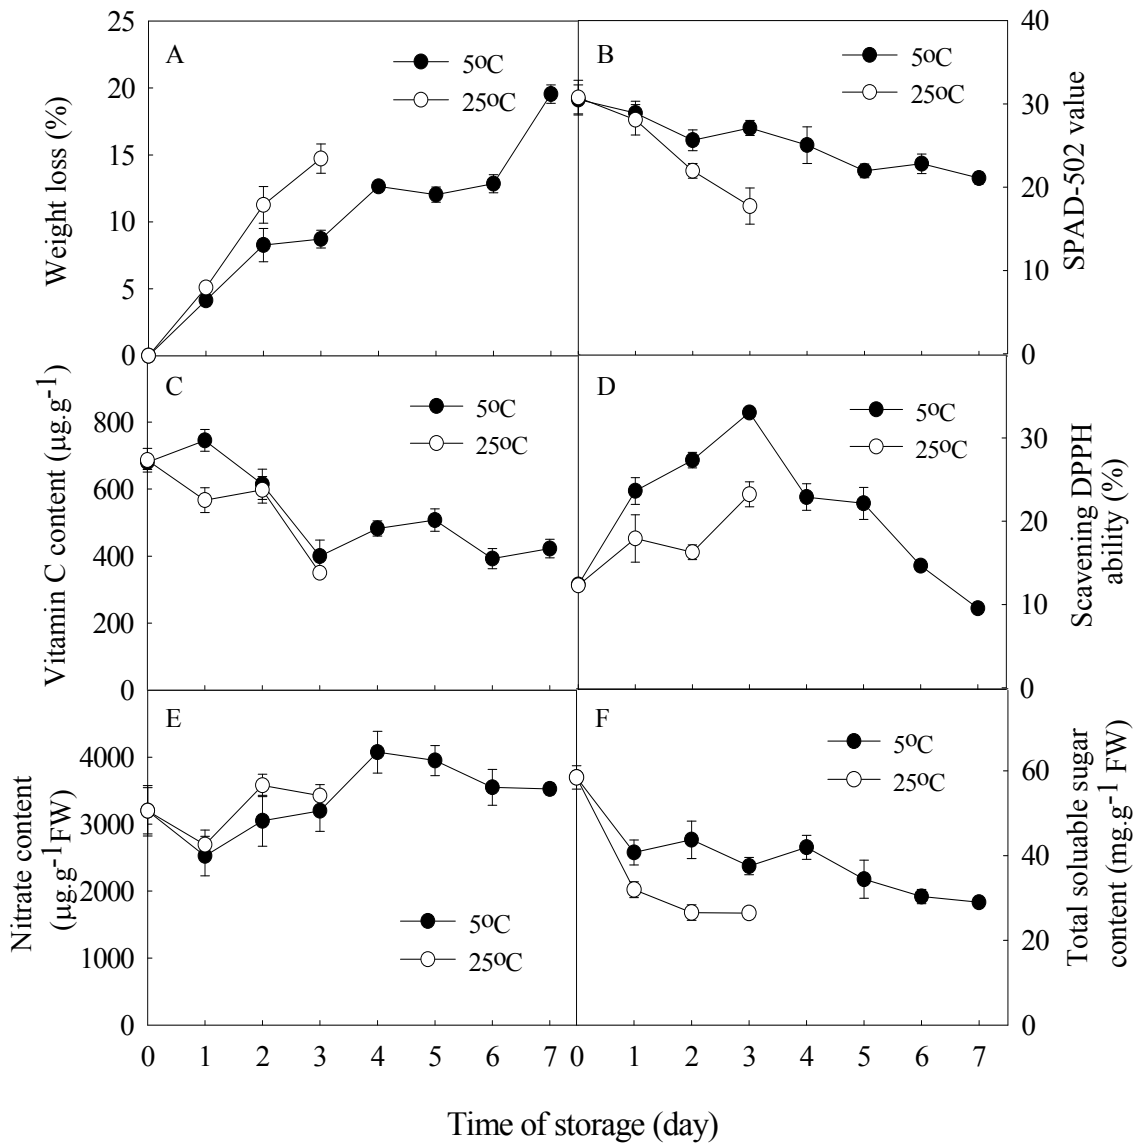 A
5ºC
25ºC
25
20
15
10
5
0
Weight loss (%)
B
5ºC
25ºC
40
30
20
10
0
SPAD-502 value
C
5ºC
25ºC
800
600
400
200
0
Vitamin C content (µg.g⁻¹)
D
5ºC
25ºC
30
20
10
0
Scavening DPPH
ability (%)
E
5ºC
25ºC
4000
3000
2000
1000
0
Nitrate content
(µg.g⁻¹FW)
F
5ºC
25ºC
60
40
20
0
Total soluable sugar
content (mg.g⁻¹ FW)
0 1 2 3 4 5 6 7
0 1 2 3 4 5 6 7
Time of storage (day)